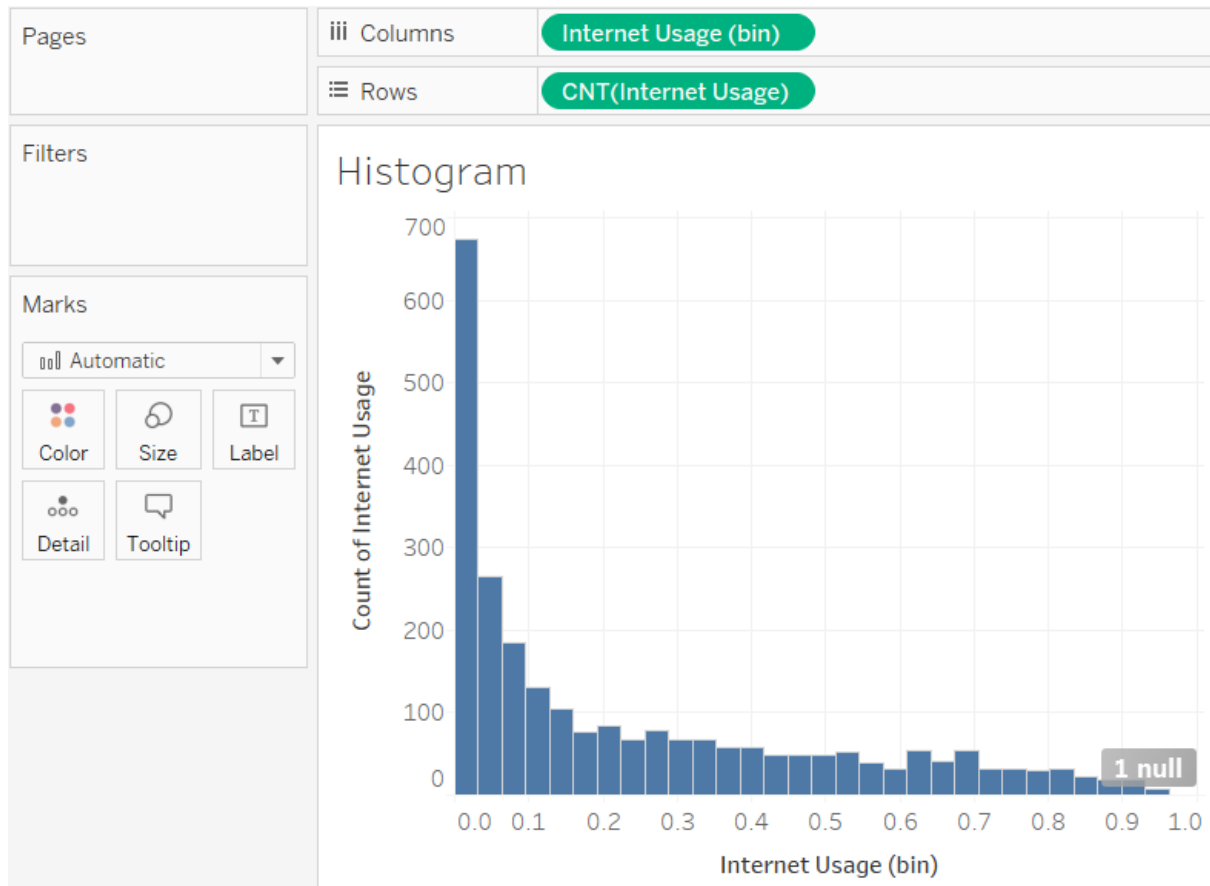 Pages
Columns
Internet Usage (bin)
Rows
CNT(Internet Usage)
Filters
Marks
Automatic
Color
Size
T
Label
Detail
Tooltip
Histogram
Count of Internet Usage
700
600
500
400
300
200
100
0
1 null
0.0 0.1 0.2 0.3 0.4 0.5 0.6 0.7 0.8 0.9 1.0
Internet Usage (bin)